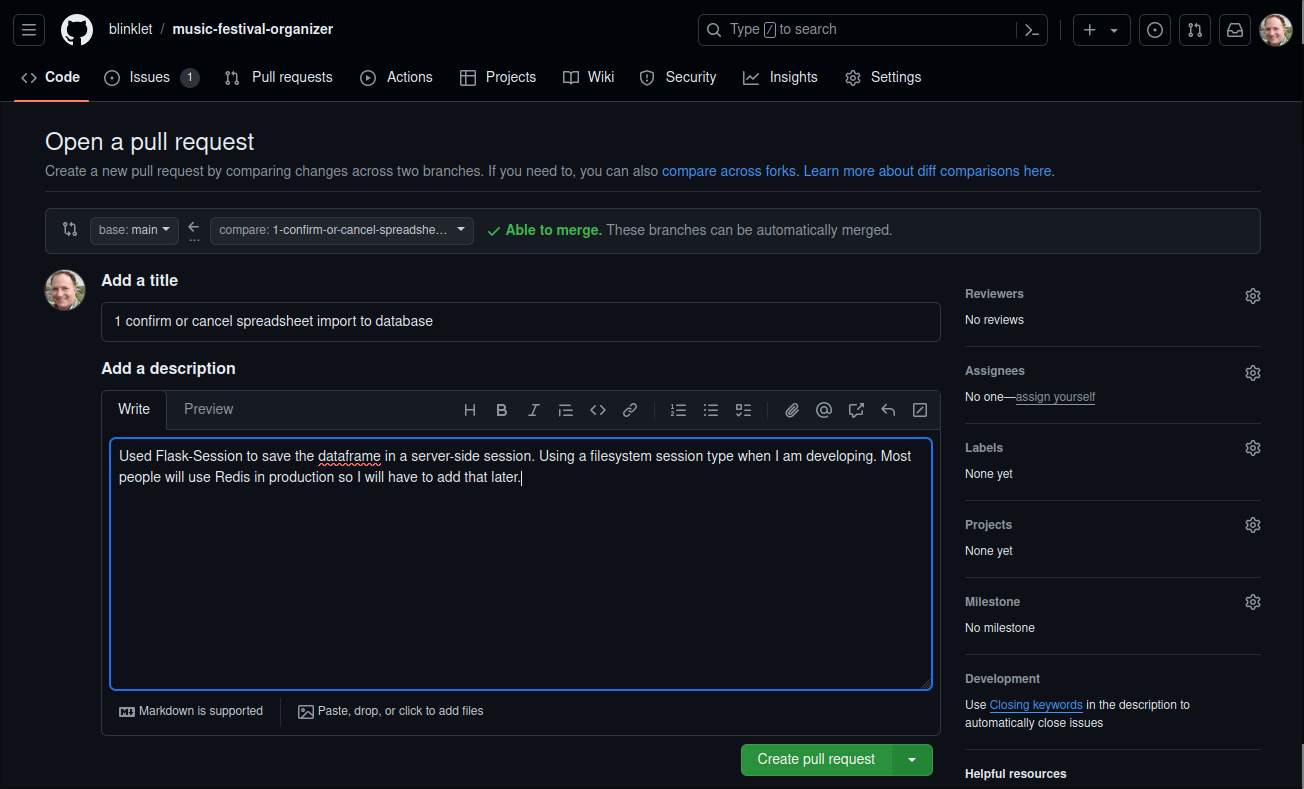 blinklet / music-festival-organizer
Type / to search
Code
Issues 1
Pull requests
Actions
Projects
Wiki
Security
Insights
Settings
Open a pull request
Create a new pull request by comparing changes across two branches. If you need to, you can also compare across forks. Learn more about diff comparisons here.
base: main
compare: 1-confirm-or-cancel-spreadshe…
Able to merge. These branches can be automatically merged.
Add a title
1 confirm or cancel spreadsheet import to database
Add a description
Write
Preview
Used Flask-Session to save the dataframe in a server-side session. Using a filesystem session type when I am developing. Most
people will use Redis in production so I will have to add that later.
Markdown is supported
Paste, drop, or click to add files
Create pull request
Reviewers
No reviews
Assignees
No one—assign yourself
Labels
None yet
Projects
None yet
Milestone
No milestone
Development
Use Closing keywords in the description to
automatically close issues
Helpful resources